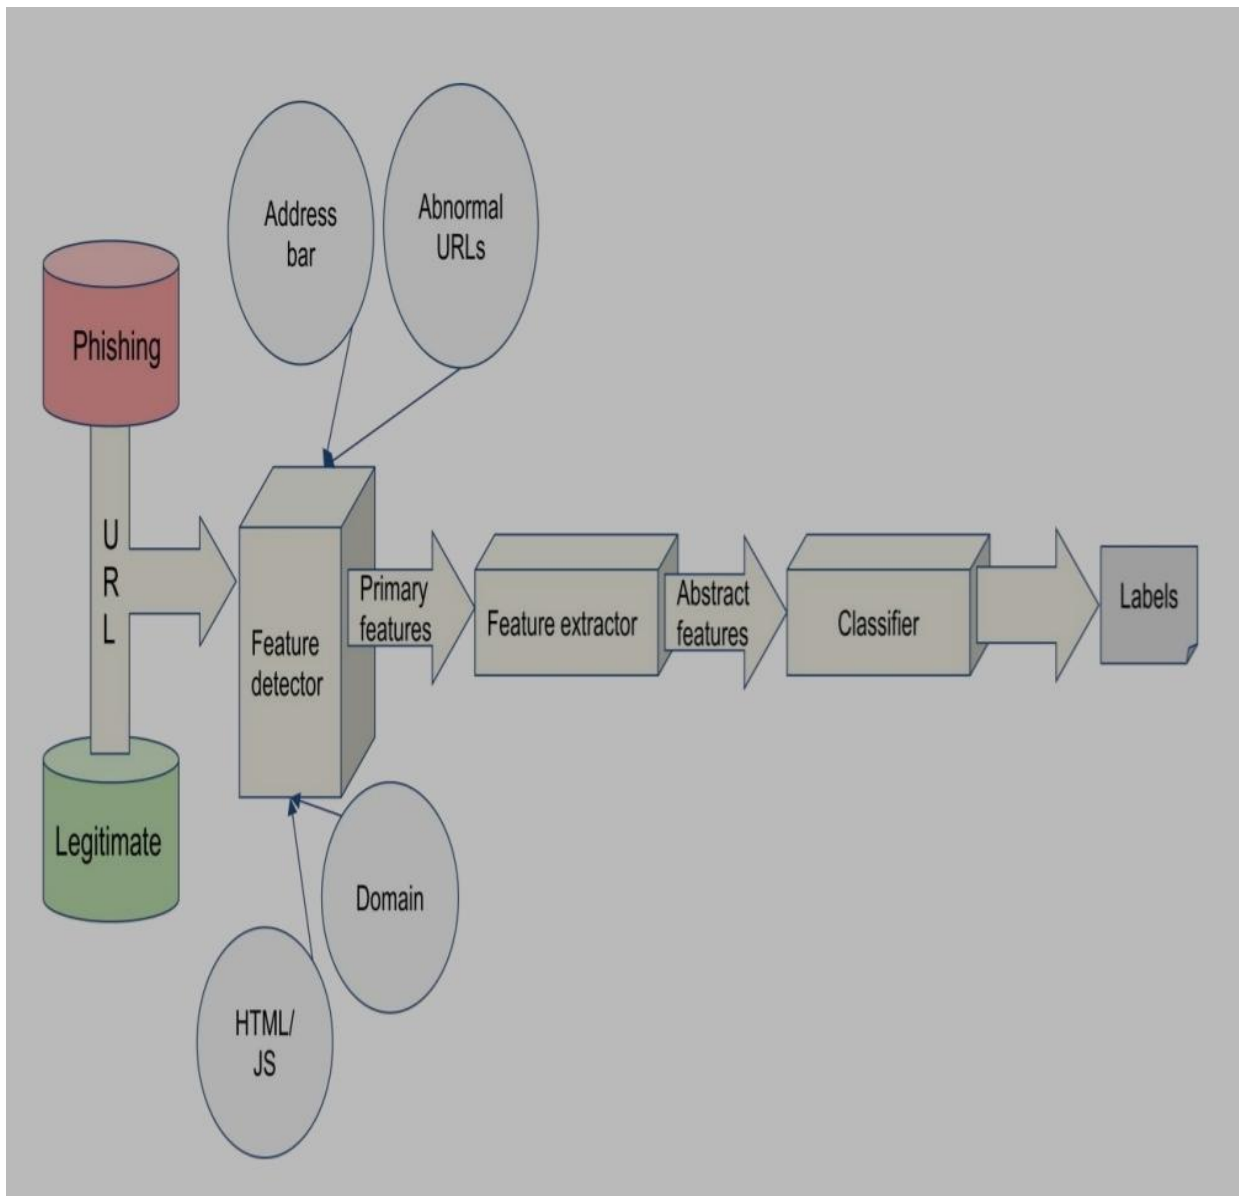 Address
bar
Abnormal
URLs
Phishing
U
R
L
Legitimate
Feature
detector
Primary
features
Feature extractor
Abstract
features
Classifier
Labels
Domain
HTML/
JS